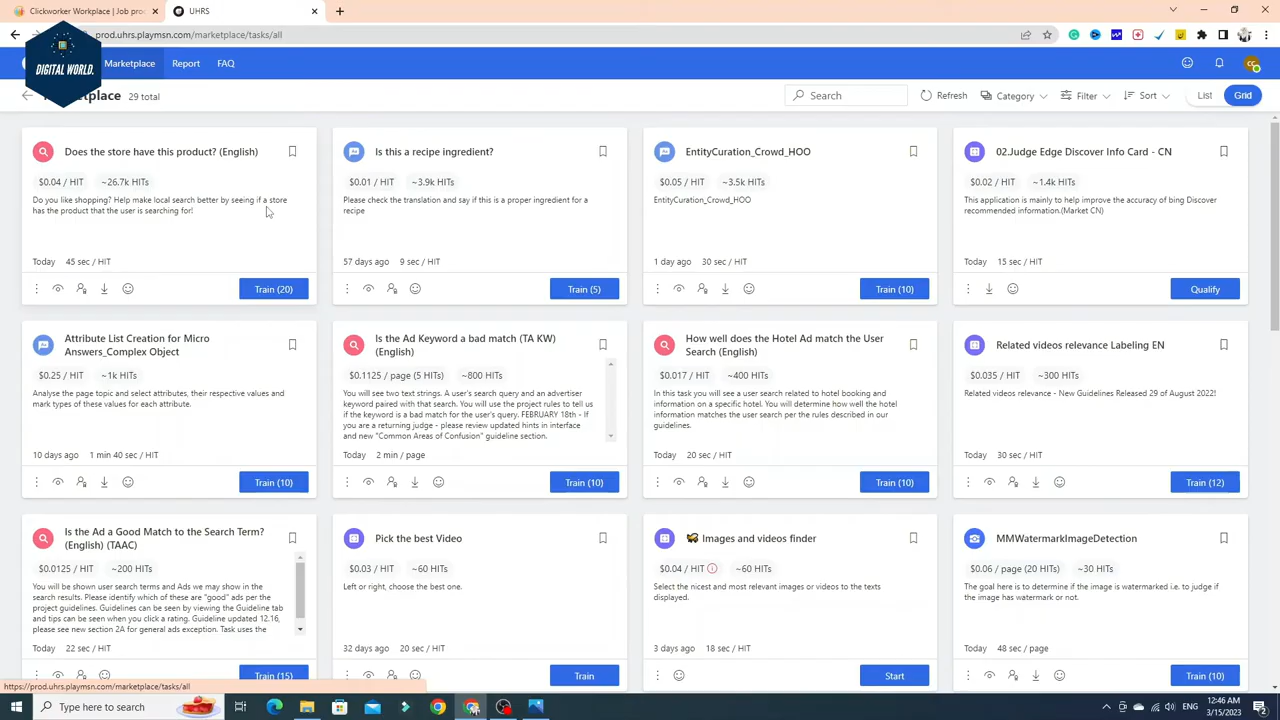 Clickworker Workplace | Job pro
UHRS
prod.uhrs.playmsn.com/marketplace/tasks/all
DIGITAL WORLD.
Marketplace
Report
FAQ
29 total
Search
Refresh
Category
Filter
Sort
List
Grid
Does the store have this product? (English)
$0.04 / HIT
~26.7k HITs
Do you like shopping? Help make local search better by seeing if a store
has the product that the user is searching for!
Today
45 sec / HIT
Train (20)
Is this a recipe ingredient?
$0.01 / HIT
~3.9k HITs
Please check the translation and say if this is a proper ingredient for a
recipe
57 days ago
9 sec / HIT
Train (5)
EntityCuration_Crowd_HOO
$0.05 / HIT
~3.5k HITs
EntityCuration_Crowd_HOO
1 day ago
30 sec / HIT
Train (10)
02.Judge Edge Discover Info Card - CN
$0.02 / HIT
~1.4k HITs
This application is mainly to help improve the accuracy of bing Discover
recommended information.(Market CN)
Today
15 sec / HIT
Qualify
Attribute List Creation for Micro
Answers_Complex Object
$0.25 / HIT
~1k HITs
Analyse the page topic and select attributes, their respective values and
mark types of these values for each attribute.
10 days ago
1 min 40 sec / HIT
Train (10)
Is the Ad Keyword a bad match (TA KW)
(English)
$0.1125 / page (5 HITs)
~800 HITs
You will see two text strings. A user's search query and an advertiser
keyword paired with that search. You will use the project rules to tell us
if the keyword is a bad match for the user's query. FEBRUARY 18th - If
you are a returning judge - please review updated hints in interface
and new "Common Areas of Confusion" guideline section.
Today
2 min / page
Train (10)
How well does the Hotel Ad match the User
Search (English)
$0.017 / HIT
~400 HITs
In this task you will see a user search related to hotel booking and
information on a specific hotel. You will determine how well the hotel
information matches the user search per the rules described in our
guidelines.
Today
20 sec / HIT
Train (10)
Related videos relevance Labeling EN
$0.035 / HIT
~300 HITs
Related videos relevance - New Guidelines Released 29 of August 2022!
Today
30 sec / HIT
Train (12)
Is the Ad a Good Match to the Search Term?
(English) (TAAC)
$0.0125 / HIT
~200 HITs
You will be shown user search terms and Ads we may show in the
search results. Please identify which of these are "good" ads per the
project guidelines. Guidelines can be seen by viewing the Guideline tab
and tips can be seen when you click a rating. Guideline updated 12.16,
please see new section 2A for general ads exception. Task uses the
Today
22 sec / HIT
Train (15)
Pick the best Video
$0.03 / HIT
~60 HITs
Left or right, choose the best one.
32 days ago
20 sec / HIT
Train
Images and videos finder
$0.04 / HIT
~60 HITs
Select the nicest and most relevant images or videos to the texts
displayed.
3 days ago
18 sec / HIT
Start
MMWatermarkImageDetection
$0.06 / page (20 HITs)
~30 HITs
The goal here is to determine if the image is watermarked i.e. to judge if
the image has watermark or not.
Today
48 sec / page
Train (10)
https://prod.uhrs.playmsn.com/marketplace/tasks/all
Type here to search
ENG
12:46 AM
3/15/2023
2